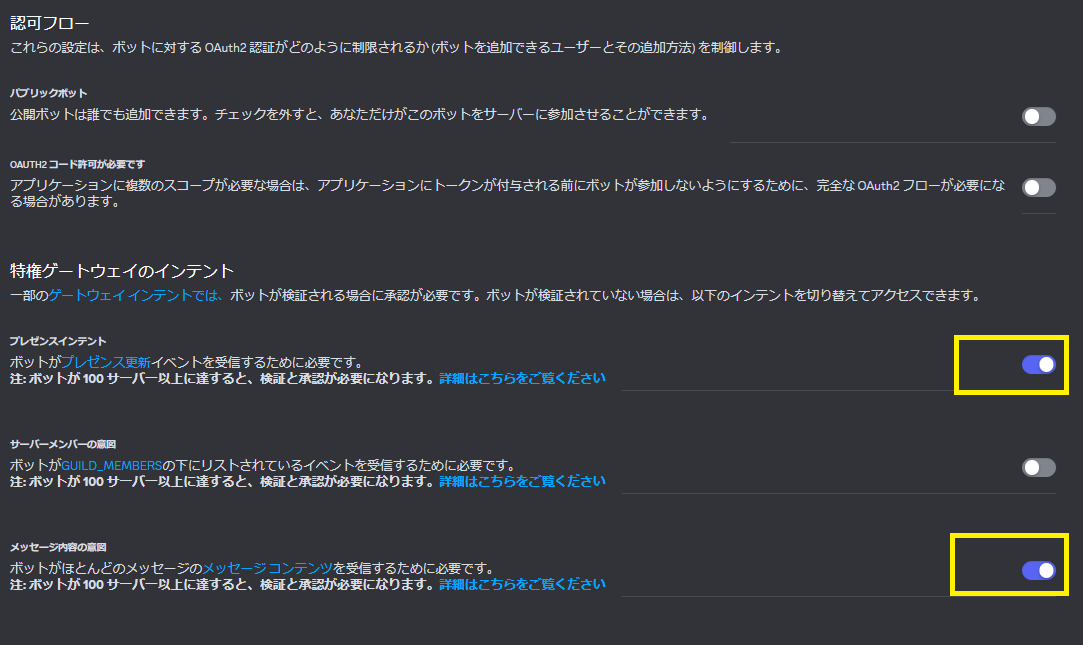 認可フロー
これらの設定は、ボットに対する OAuth2 認証がどのように制限されるか (ボットを追加できるユーザーとその追加方法) を制御します。
パブリックボット
公開ボットは誰でも追加できます。チェックを外すと、あなただけがこのボットをサーバーに参加させることができます。
OAUTH2 コード許可が必要です
アプリケーションに複数のスコープが必要な場合は、アプリケーションにトークンが付与される前にボットが参加しないようにするために、完全な OAuth2 フローが必要にな
る場合があります。
特権ゲートウェイのインテント
一部のゲートウェイ インテントでは、ボットが検証される場合に承認が必要です。ボットが検証されていない場合は、以下のインテントを切り替えてアクセスできます。
プレゼンスインテント
ボットがプレゼンス更新イベントを受信するために必要です。
注: ボットが 100 サーバー以上に達すると、検証と承認が必要になります。詳細はこちらをご覧ください
サーバーメンバーの意図
ボットがGUILD_MEMBERSの下にリストされているイベントを受信するために必要です。
注: ボットが 100 サーバー以上に達すると、検証と承認が必要になります。詳細はこちらをご覧ください
メッセージ内容の意図
ボットがほとんどのメッセージのメッセージ コンテンツを受信するために必要です。
注: ボットが 100 サーバー以上に達すると、検証と承認が必要になります。詳細はこちらをご覧ください